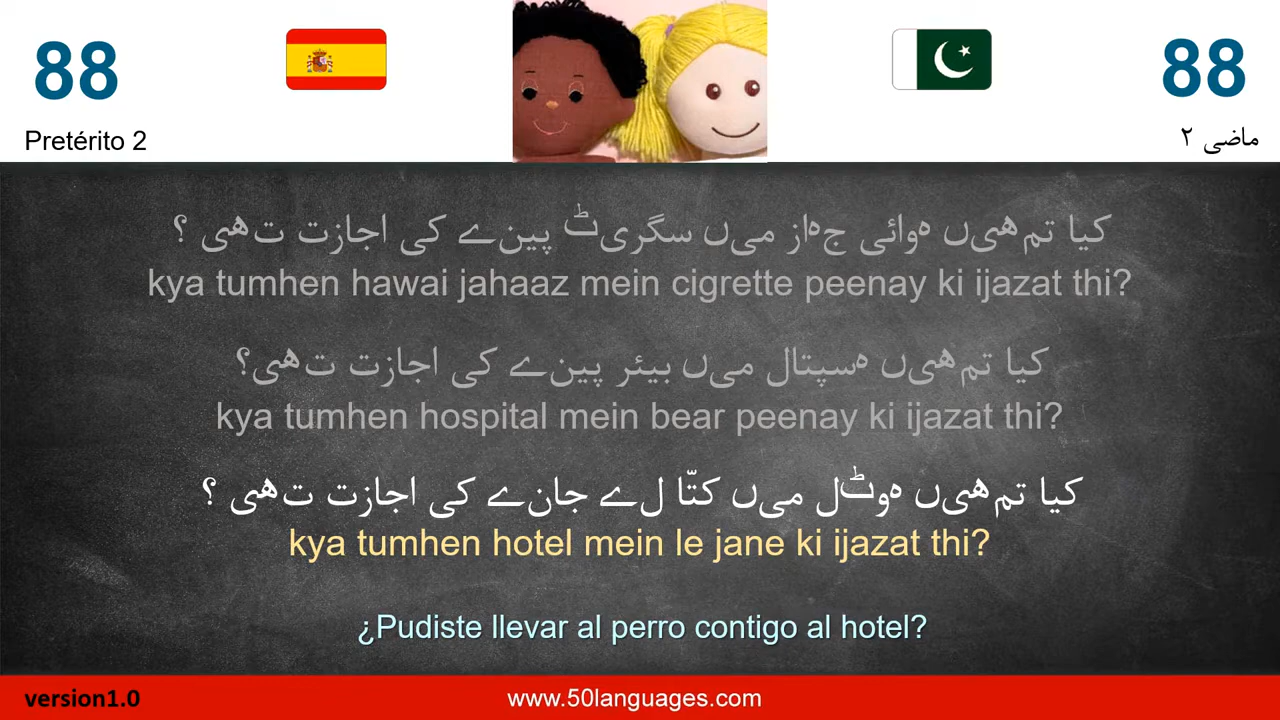 88
88
Pretérito 2
ماضی ۲
کیا تمھیں ہوائی جہاز میں سگریٹ پینے کی اجازت تھی ؟
kya tumhen hawai jahaaz mein cigrette peenay ki ijazat thi?
کیا تمھیں ہسپتال میں بیئر پینے کی اجازت تھی؟
kya tumhen hospital mein bear peenay ki ijazat thi?
کیا تمھیں ہوٹل میں کتّا لے جانے کی اجازت تھی ؟
kya tumhen hotel mein le jane ki ijazat thi?
¿Pudiste llevar al perro contigo al hotel?
version1.0
www.50languages.com